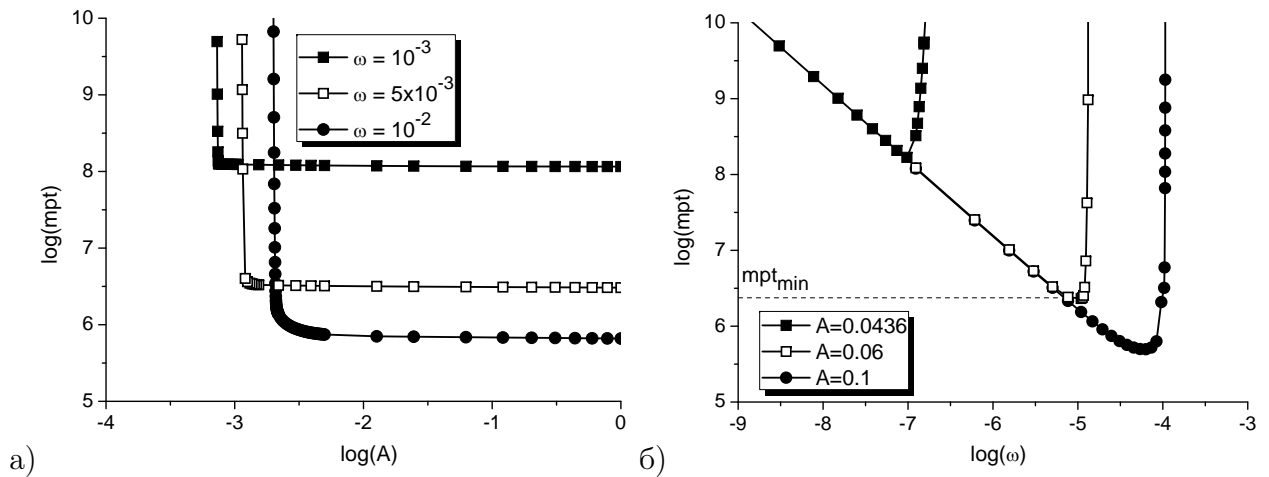 10
9
8
7
6
5
log(mpt)
ω = 10⁻³
ω = 5x10⁻³
ω = 10⁻²
-4
-3
-2
-1
0
log(A)
а)
10
9
8
7
6
5
log(mpt)
mpt_min
A=0.0436
A=0.06
A=0.1
-9
-8
-7
-6
-5
-4
-3
log(ω)
б)